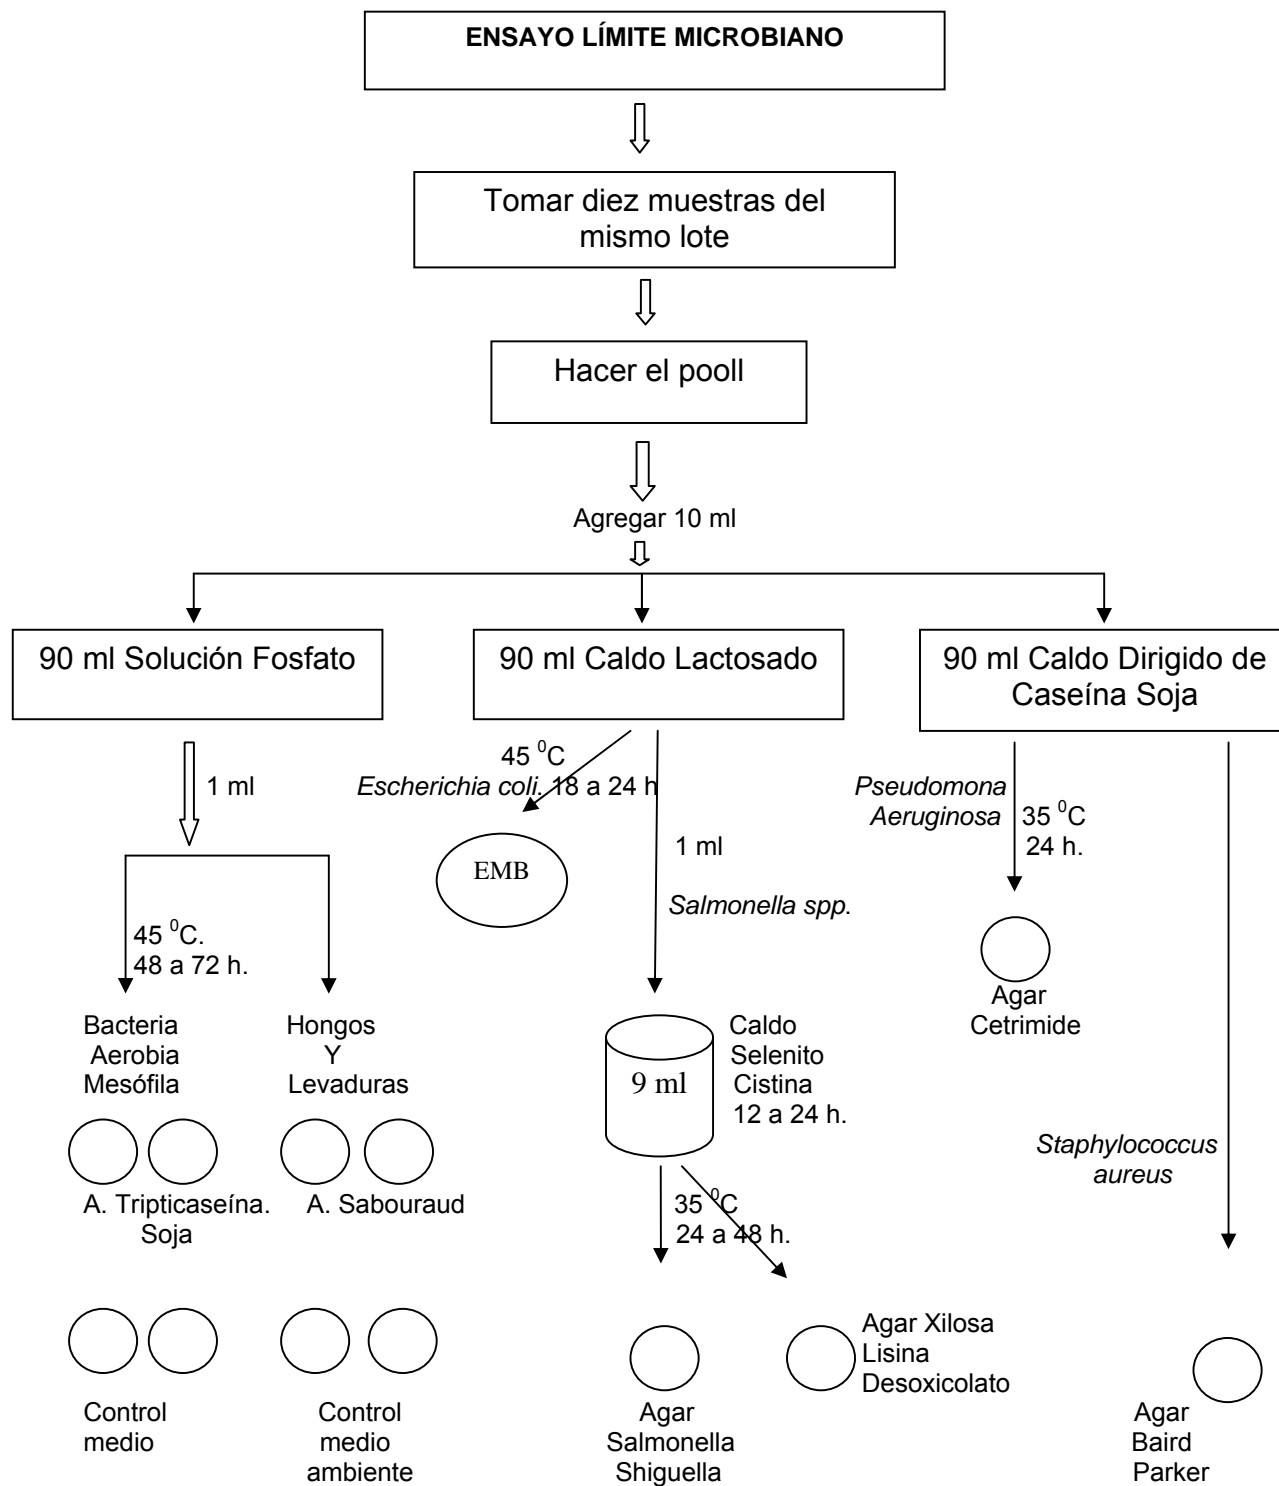 ENSAYO LÍMITE MICROBIANO
Tomar diez muestras del
mismo lote
Hacer el pooll
Agregar 10 ml
90 ml Solución Fosfato
90 ml Caldo Lactosado
90 ml Caldo Dirigido de
Caseína Soja
1 ml
45 ⁰C.
48 a 72 h.
Bacteria
Aerobia
Mesófila
Hongos
Y
Levaduras
A. Tripticaseína.
Soja
A. Sabouraud
Control
medio
Control
medio
ambiente
45 ⁰C
Escherichia coli. 18 a 24 h
EMB
1 ml
Salmonella spp.
9 ml
Caldo
Selenito
Cistina
12 a 24 h.
35 ⁰C
24 a 48 h.
Agar
Salmonella
Shiguella
Agar Xilosa
Lisina
Desoxicolato
Pseudomona
Aeruginosa
35 ⁰C
24 h.
Agar
Cetrimide
Staphylococcus
aureus
Agar
Baird
Parker